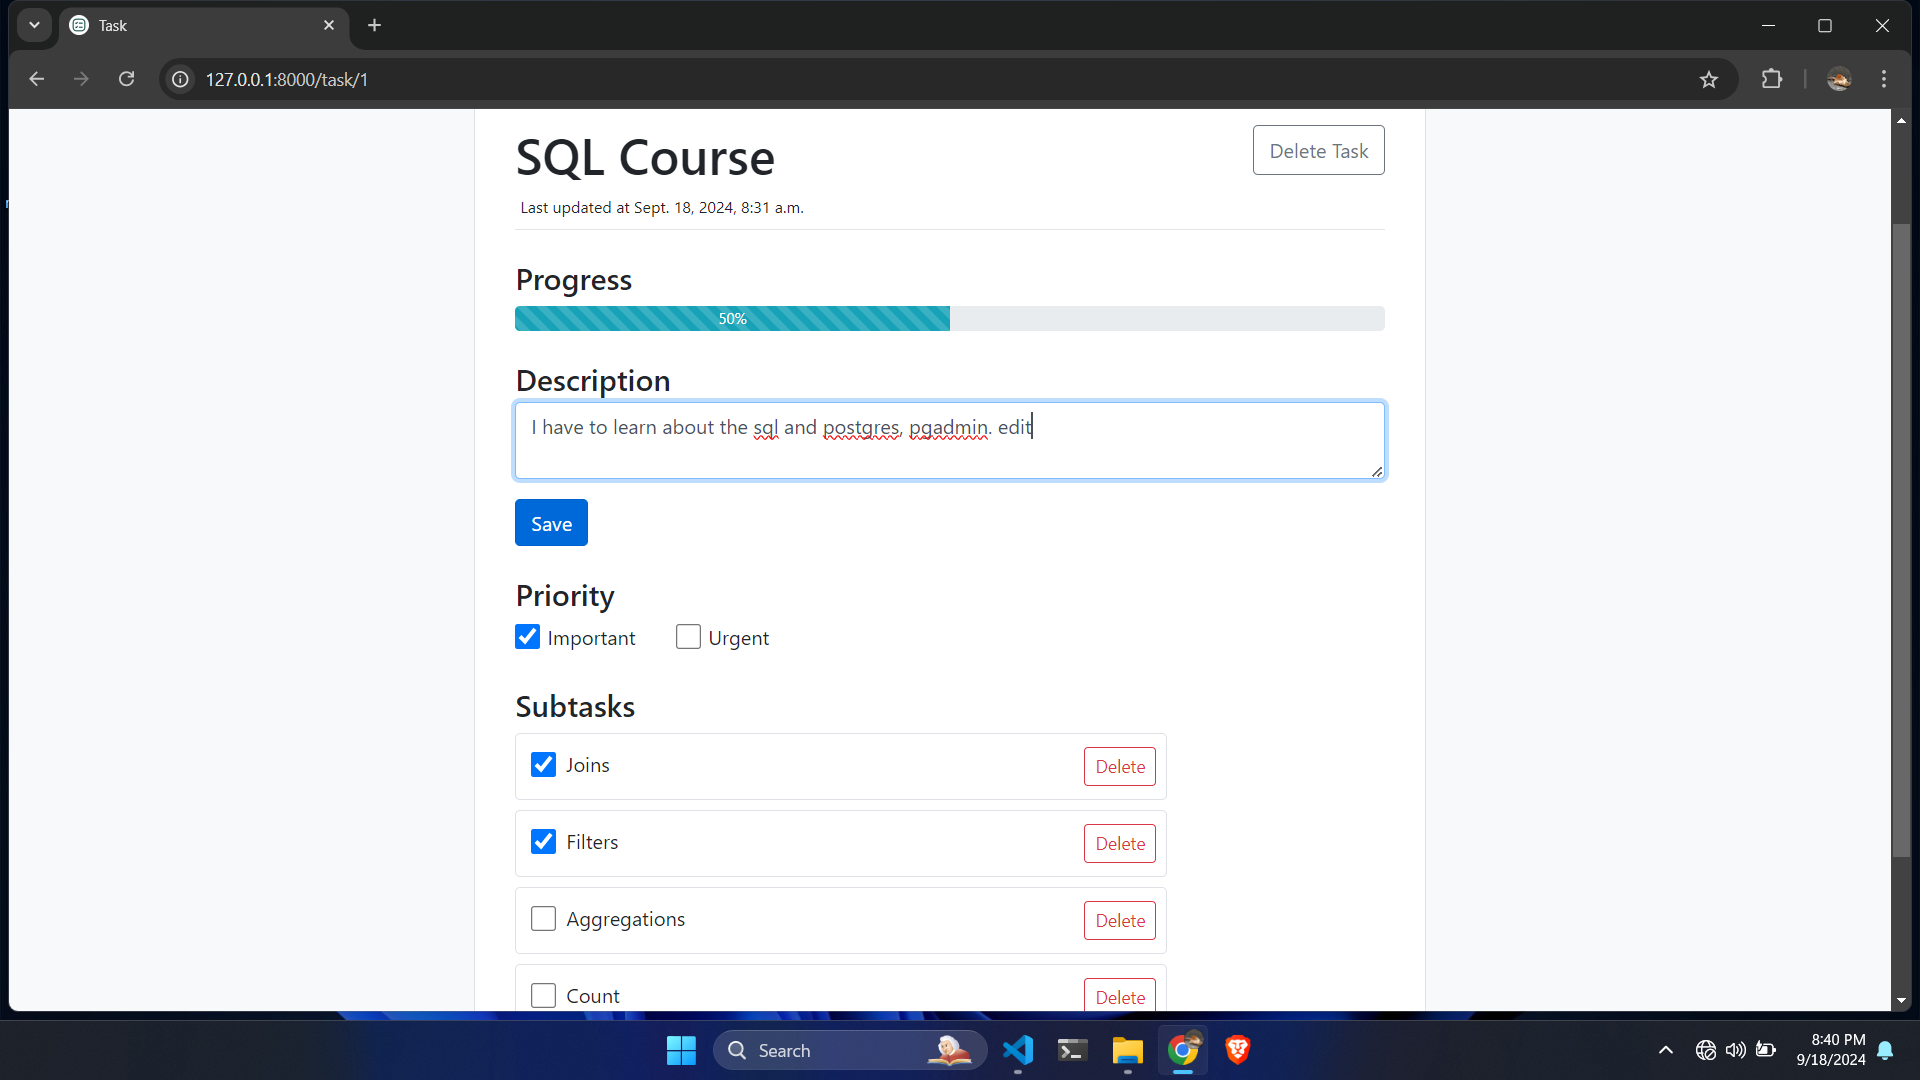 Task
127.0.0.1:8000/task/1
SQL Course
Delete Task
Last updated at Sept. 18, 2024, 8:31 a.m.
Progress
50%
Description
I have to learn about the sql and postgres, pgadmin. edit
Save
Priority
Important Urgent
Subtasks
Joins Delete
Filters Delete
Aggregations Delete
Count Delete
Search
8:40 PM
9/18/2024